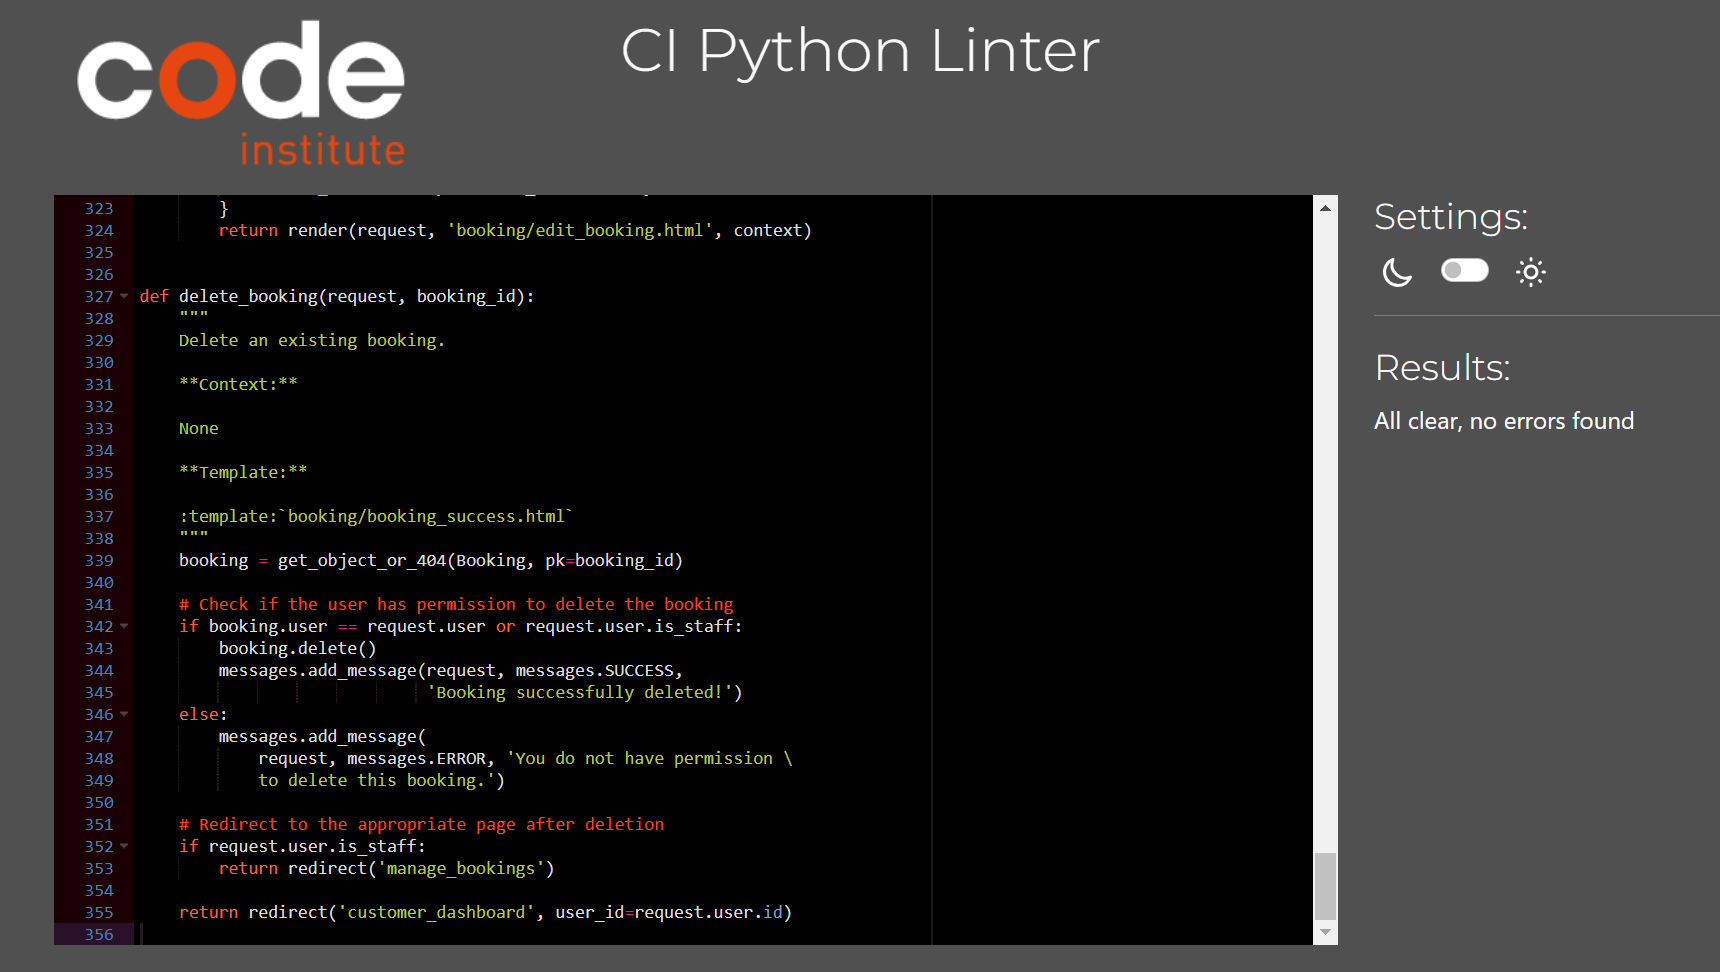 code
institute
CI Python Linter
323 }
324 return render(request, 'booking/edit_booking.html', context)
325
326
327 def delete_booking(request, booking_id):
328 """
329 Delete an existing booking.
330
331 **Context:**
332
333 None
334
335 **Template:**
336
337 :template:`booking/booking_success.html`
338 """
339 booking = get_object_or_404(Booking, pk=booking_id)
340
341 # Check if the user has permission to delete the booking
342 if booking.user == request.user or request.user.is_staff:
343 booking.delete()
344 messages.add_message(request, messages.SUCCESS,
345 'Booking successfully deleted!')
346 else:
347 messages.add_message(
348 request, messages.ERROR, 'You do not have permission \
349 to delete this booking.')
350
351 # Redirect to the appropriate page after deletion
352 if request.user.is_staff:
353 return redirect('manage_bookings')
354
355 return redirect('customer_dashboard', user_id=request.user.id)
356
Settings:
Results:
All clear, no errors found